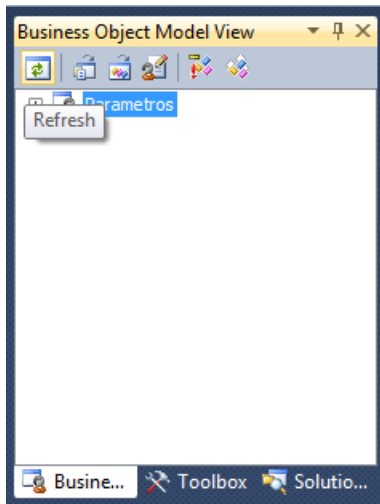 Business Object Model View
Parametros
Refresh
Busine...
Toolbox
Solutio...